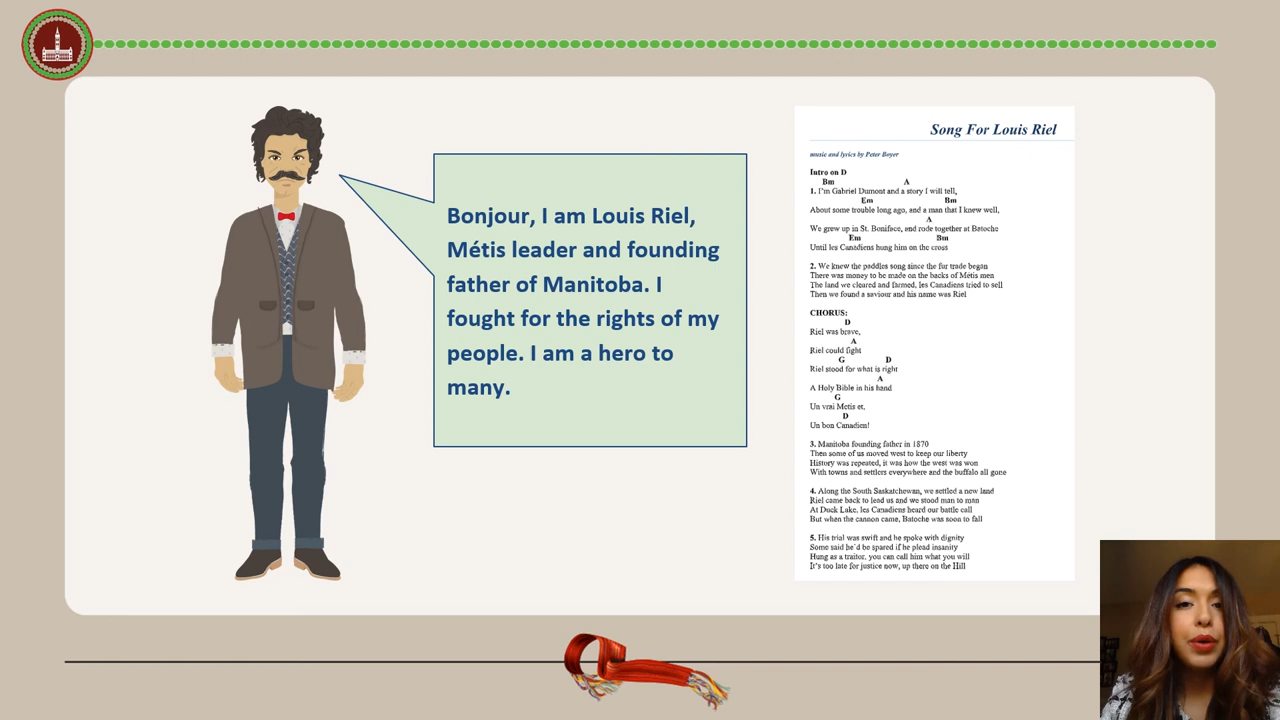 Bonjour, I am Louis Riel,
Métis leader and founding
father of Manitoba. I
fought for the rights of my
people. I am a hero to
many.
Song For Louis Riel
music and lyrics by Peter Boyer
Intro on D
Bm A
1. I'm Gabriel Dumont and a story I will tell,
Em Bm
About some trouble long ago, and a man that I knew well,
A
We grew up in St. Boniface, and rode together at Batoche
Em Bm
Until les Canadiens hung him on the cross
2. We knew the paddles song since the fur trade began
There was money to be made on the backs of Metis men
The land we cleared and farmed, les Canadiens tried to sell
Then we found a saviour and his name was Riel
CHORUS:
D
Riel was brave,
A
Riel could fight
G D
Riel stood for what is right
A
A Holy Bible in his hand
G
Un vrai Metis et,
D
Un bon Canadien!
3. Manitoba founding father in 1870
Then some of us moved west to keep our liberty
History was repeated, it was how the west was won
With towns and settlers everywhere and the buffalo all gone
4. Along the South Saskatchewan, we settled a new land
Riel came back to lead us and we stood man to man
At Duck Lake, les Canadiens heard our battle call
But when the cannon came, Batoche was soon to fall
5. His trial was swift and he spoke with dignity
Some said he'd be spared if he plead insanity
Hung as a traitor, you can call him what you will
It's too late for justice now, up there on the Hill